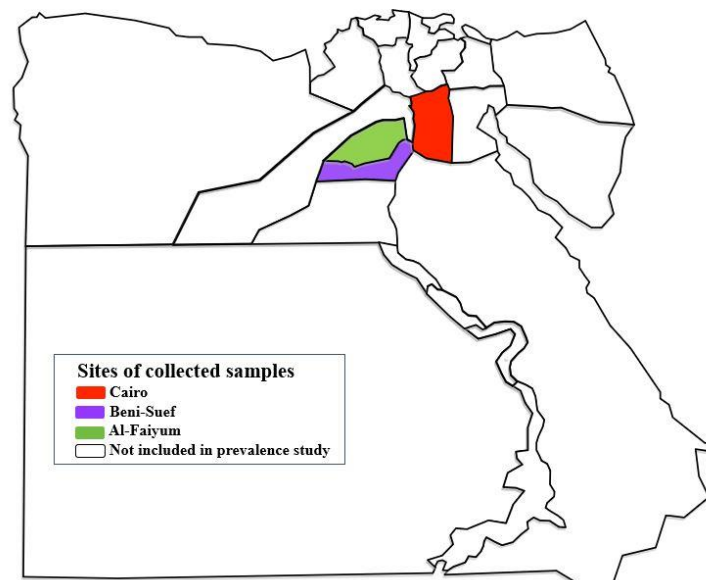 Sites of collected samples
Cairo
Beni-Suef
Al-Faiyum
Not included in prevalence study